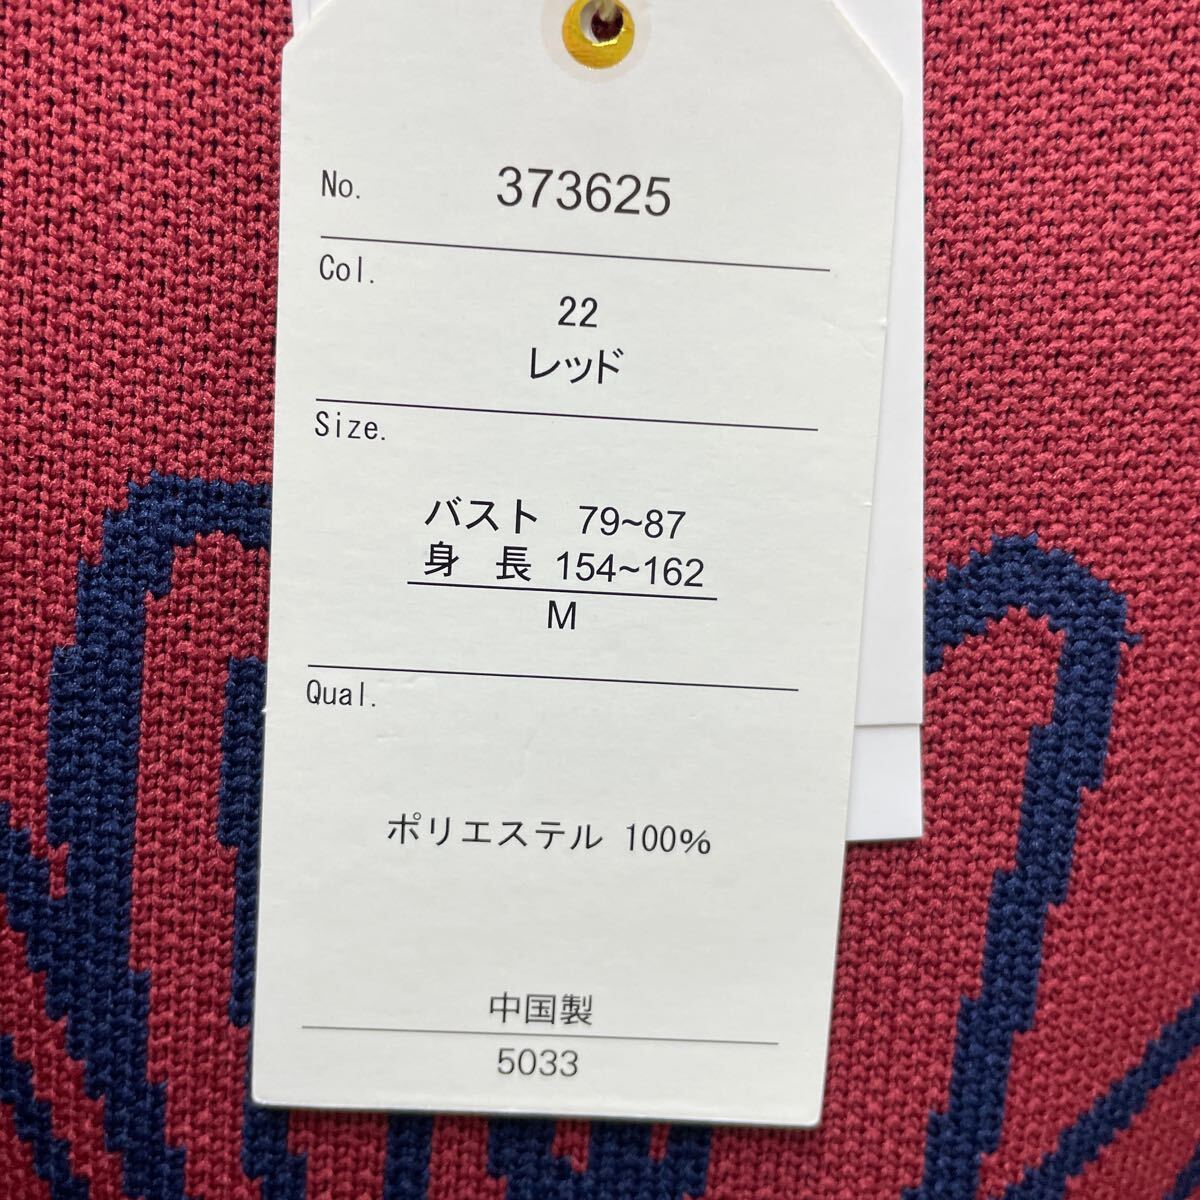 No. 373625
Col.
22
レッド
Size.
バスト 79~87
身 長 154~162
M
Qual.
ポリエステル 100%
中国製
5033